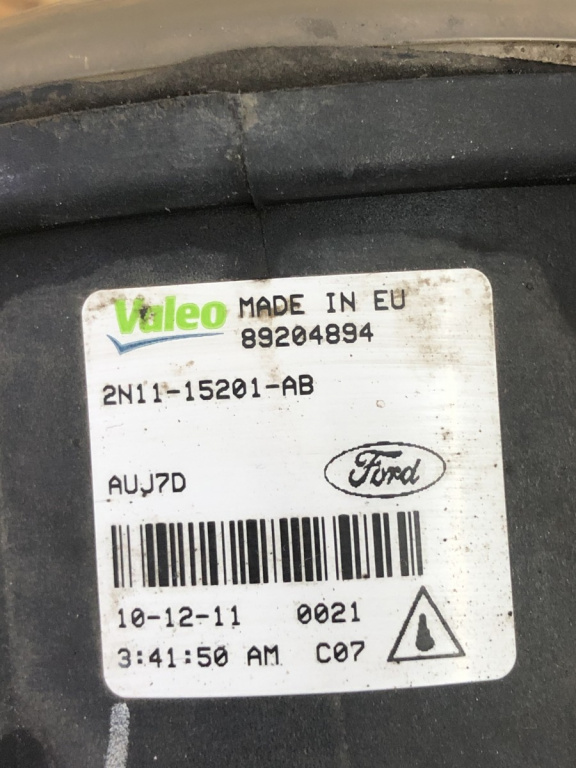 Valeo MADE IN EU
89204894
2N11-15201-AB
AUJ7D
Ford
10-12-11 0021
3:41:50 AM C07